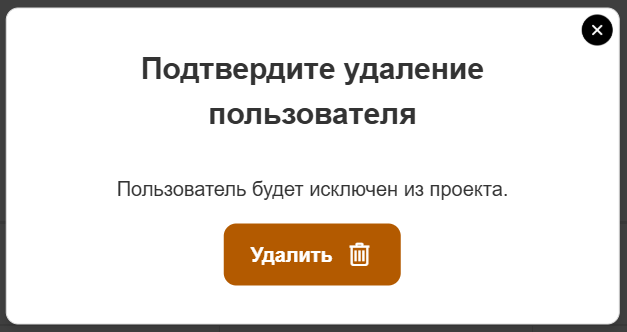 Подтвердите удаление
пользователя
Пользователь будет исключен из проекта.
Удалить